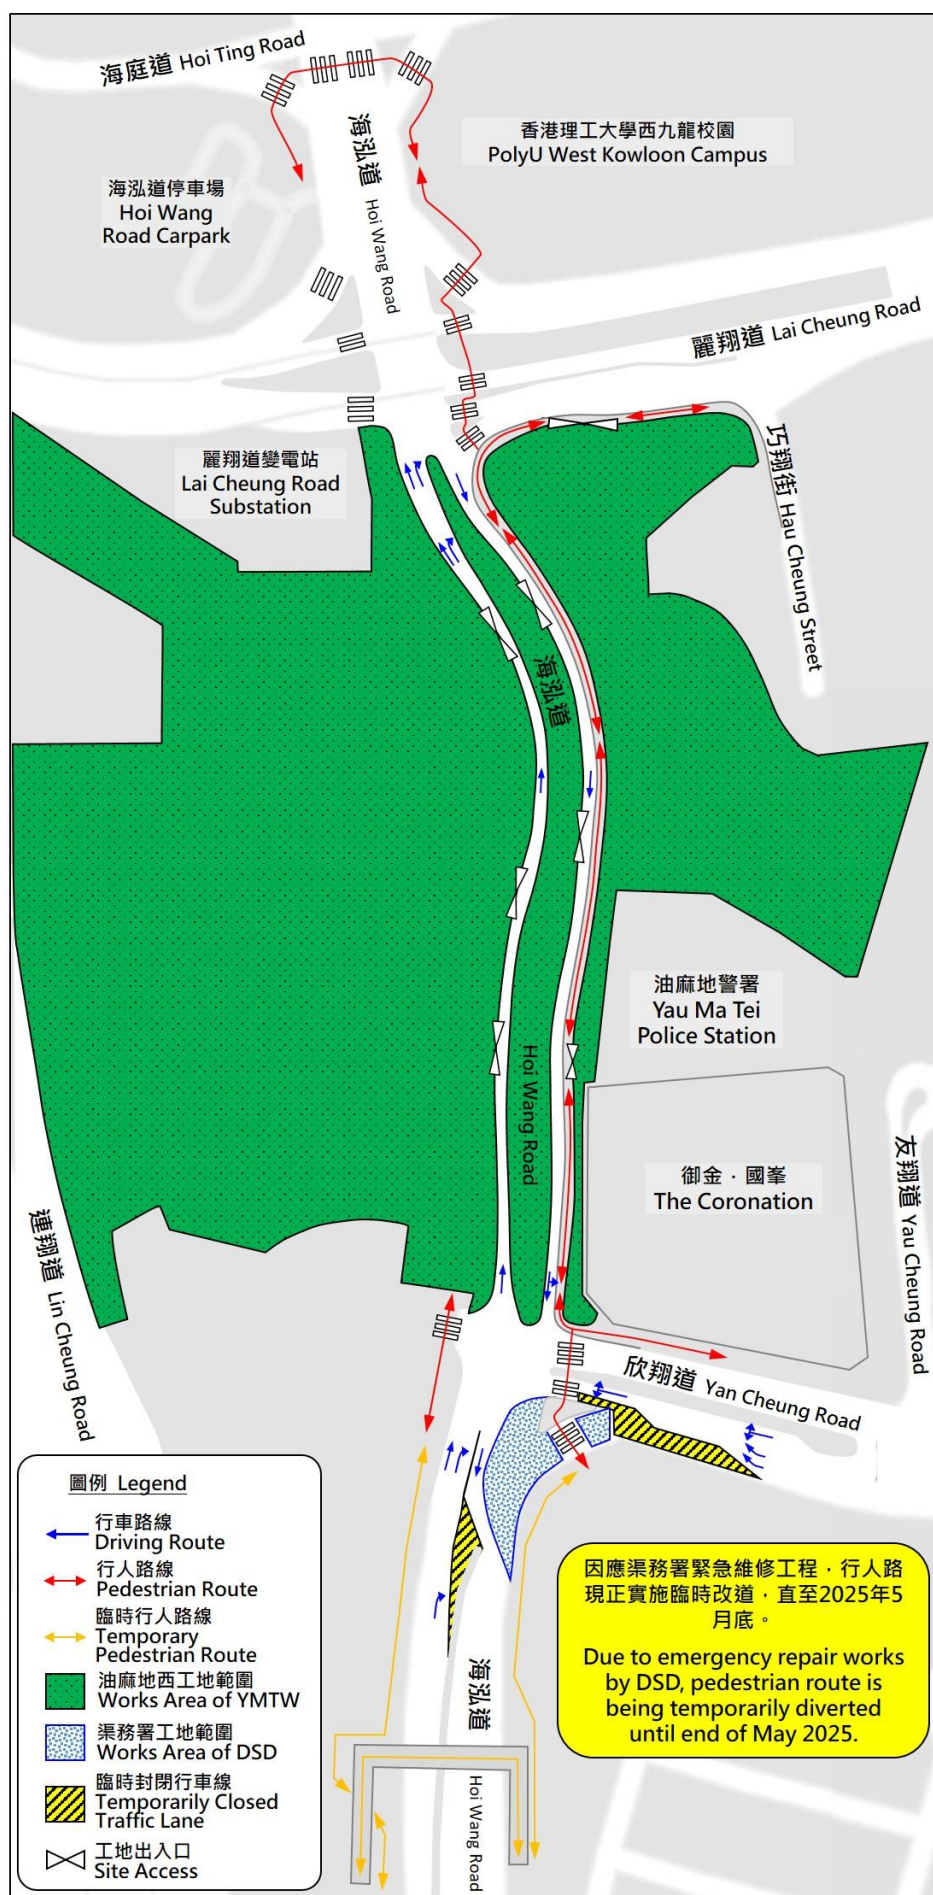 海庭道 Hoi Ting Road
海泓道 Hoi Wang Road
香港理工大學西九龍校園
PolyU West Kowloon Campus
海泓道停車場
Hoi Wang
Road Carpark
麗翔道 Lai Cheung Road
麗翔道變電站
Lai Cheung Road
Substation
巧翔街 Hau Cheung Street
海泓道
油麻地警署
Yau Ma Tei
Police Station
Hoi Wang Road
御金．國峯
The Coronation
友翔道 Yau Cheung Road
連翔道 Lin Cheung Road
欣翔道 Yan Cheung Road
圖例 Legend
行車路線
Driving Route
行人路線
Pedestrian Route
臨時行人路線
Temporary
Pedestrian Route
油麻地西工地範圍
Works Area of YMTW
渠務署工地範圍
Works Area of DSD
臨時封閉行車線
Temporarily Closed
Traffic Lane
工地出入口
Site Access
因應渠務署緊急維修工程，行人路
現正實施臨時改道，直至2025年5
月底。
Due to emergency repair works
by DSD, pedestrian route is
being temporarily diverted
until end of May 2025.
海泓道
Hoi Wang Road